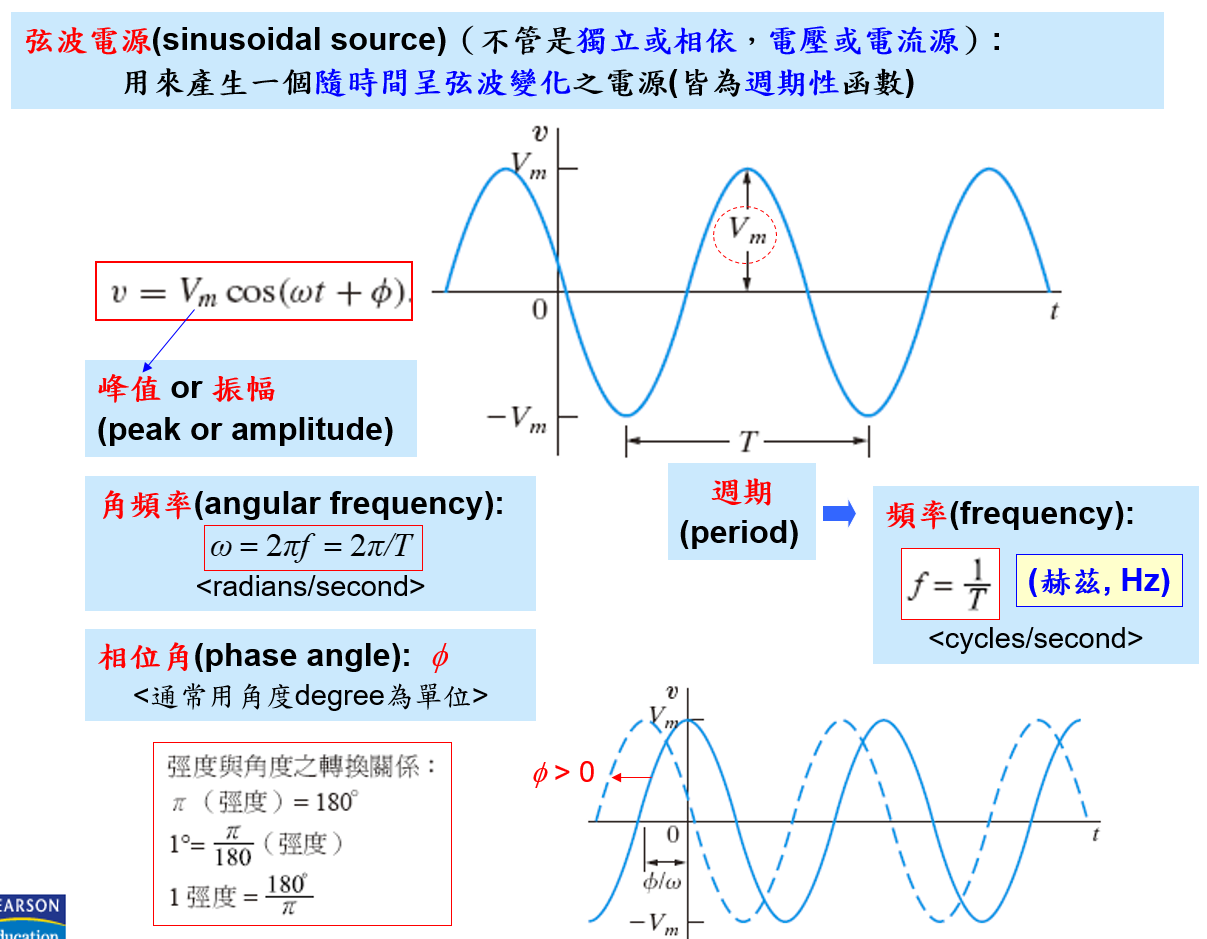 弦波電源(sinusoidal source)（不管是獨立或相依，電壓或電流源）:
用來產生一個隨時間呈弦波變化之電源(皆為週期性函數)
v
Vm
Vm
0
t
−Vm
T
v = Vm cos(ωt + ϕ).
峰值 or 振幅
(peak or amplitude)
角頻率(angular frequency):
ω = 2πf = 2π/T
<radians/second>
週期
(period)
頻率(frequency):
f = 1/T
(赫茲, Hz)
<cycles/second>
相位角(phase angle): ϕ
<通常用角度degree為單位>
弳度與角度之轉換關係：
π（弳度）= 180°
1°= π/180（弳度）
1 弳度 = 180°/π
v
Vm
ϕ > 0
0
t
ϕ/ω
−Vm
EARSON
ducation